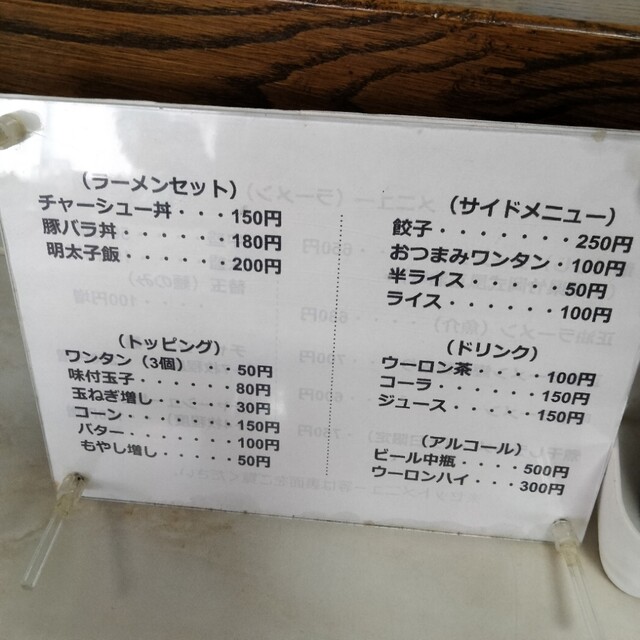 （ラーメンセット）
チャーシュー丼・・・150円
豚バラ丼・・・・・180円
明太子飯・・・・・200円
（トッピング）
ワンタン（3個）・・・50円
味付玉子・・・・・・80円
玉ねぎ増し・・・・・30円
コーン・・・・・・150円
バター・・・・・・100円
もやし増し・・・・・50円
（サイドメニュー）
餃子・・・・・・・250円
おつまみワンタン・100円
半ライス・・・・・50円
ライス・・・・・・100円
（ドリンク）
ウーロン茶・・・・100円
コーラ・・・・・・150円
ジュース・・・・・150円
（アルコール）
ビール中瓶・・・・500円
ウーロンハイ・・・300円